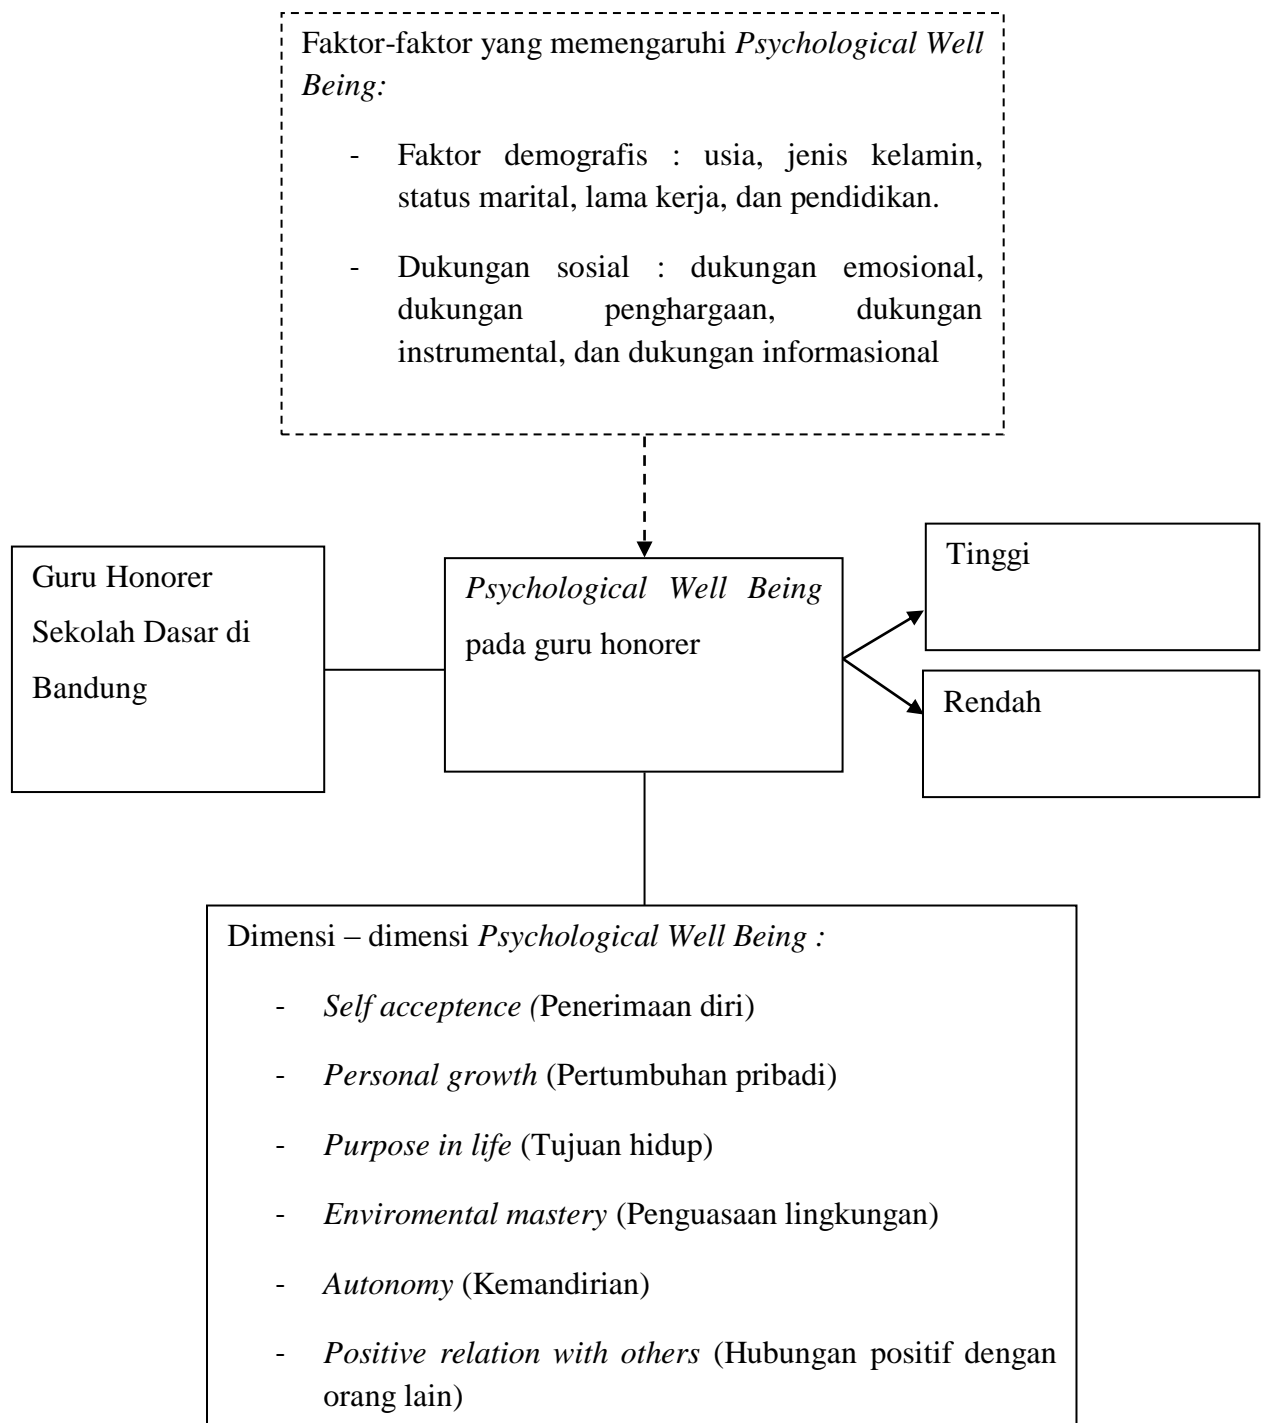 Faktor-faktor yang memengaruhi Psychological Well
Being:
- Faktor demografis : usia, jenis kelamin,
status marital, lama kerja, dan pendidikan.
- Dukungan sosial : dukungan emosional,
dukungan penghargaan, dukungan
instrumental, dan dukungan informasional
Guru Honorer
Sekolah Dasar di
Bandung
Psychological Well Being
pada guru honorer
Tinggi
Rendah
Dimensi – dimensi Psychological Well Being :
- Self acceptence (Penerimaan diri)
- Personal growth (Pertumbuhan pribadi)
- Purpose in life (Tujuan hidup)
- Enviromental mastery (Penguasaan lingkungan)
- Autonomy (Kemandirian)
- Positive relation with others (Hubungan positif dengan
orang lain)